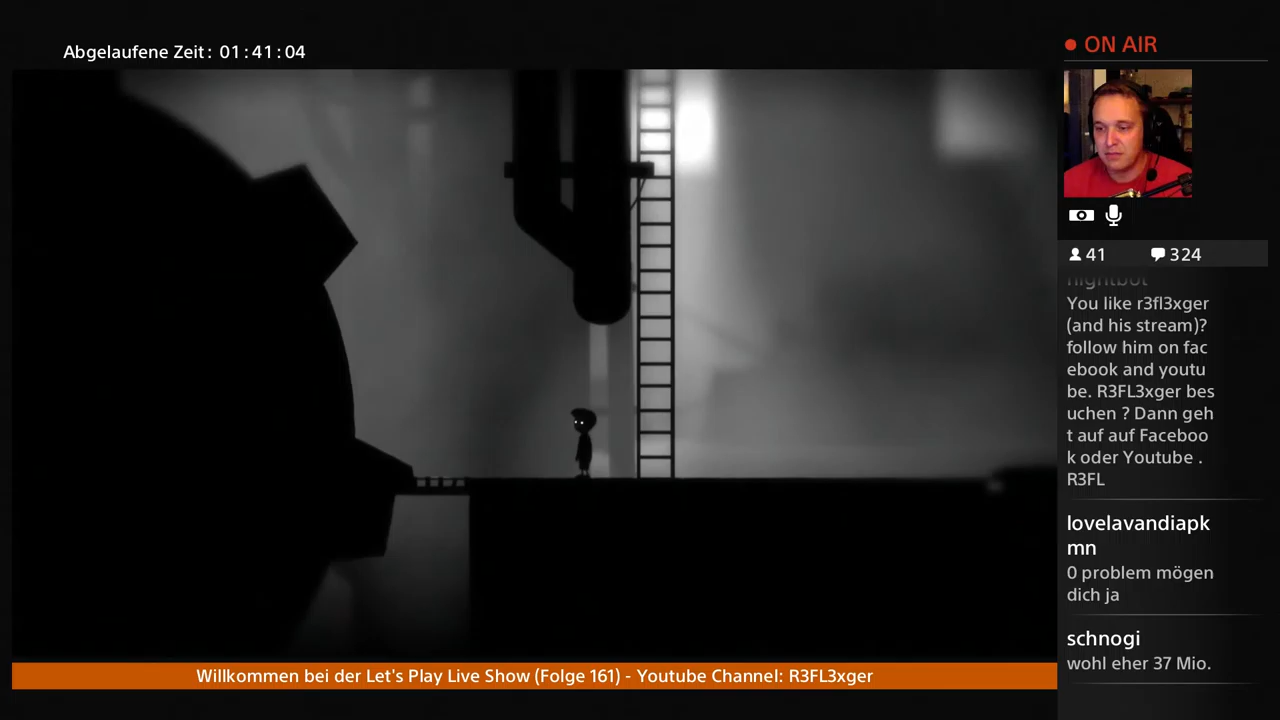 Abgelaufene Zeit: 01:41:04
ON AIR
41 324
nightbot
You like r3fl3xger
(and his stream)?
follow him on fac
ebook and youtu
be. R3FL3xger bes
uchen ? Dann geh
t auf auf Faceboo
k oder Youtube .
R3FL
lovelavandiapk
mn
0 problem mögen
dich ja
schnogi
wohl eher 37 Mio.
Willkommen bei der Let's Play Live Show (Folge 161) - Youtube Channel: R3FL3xger